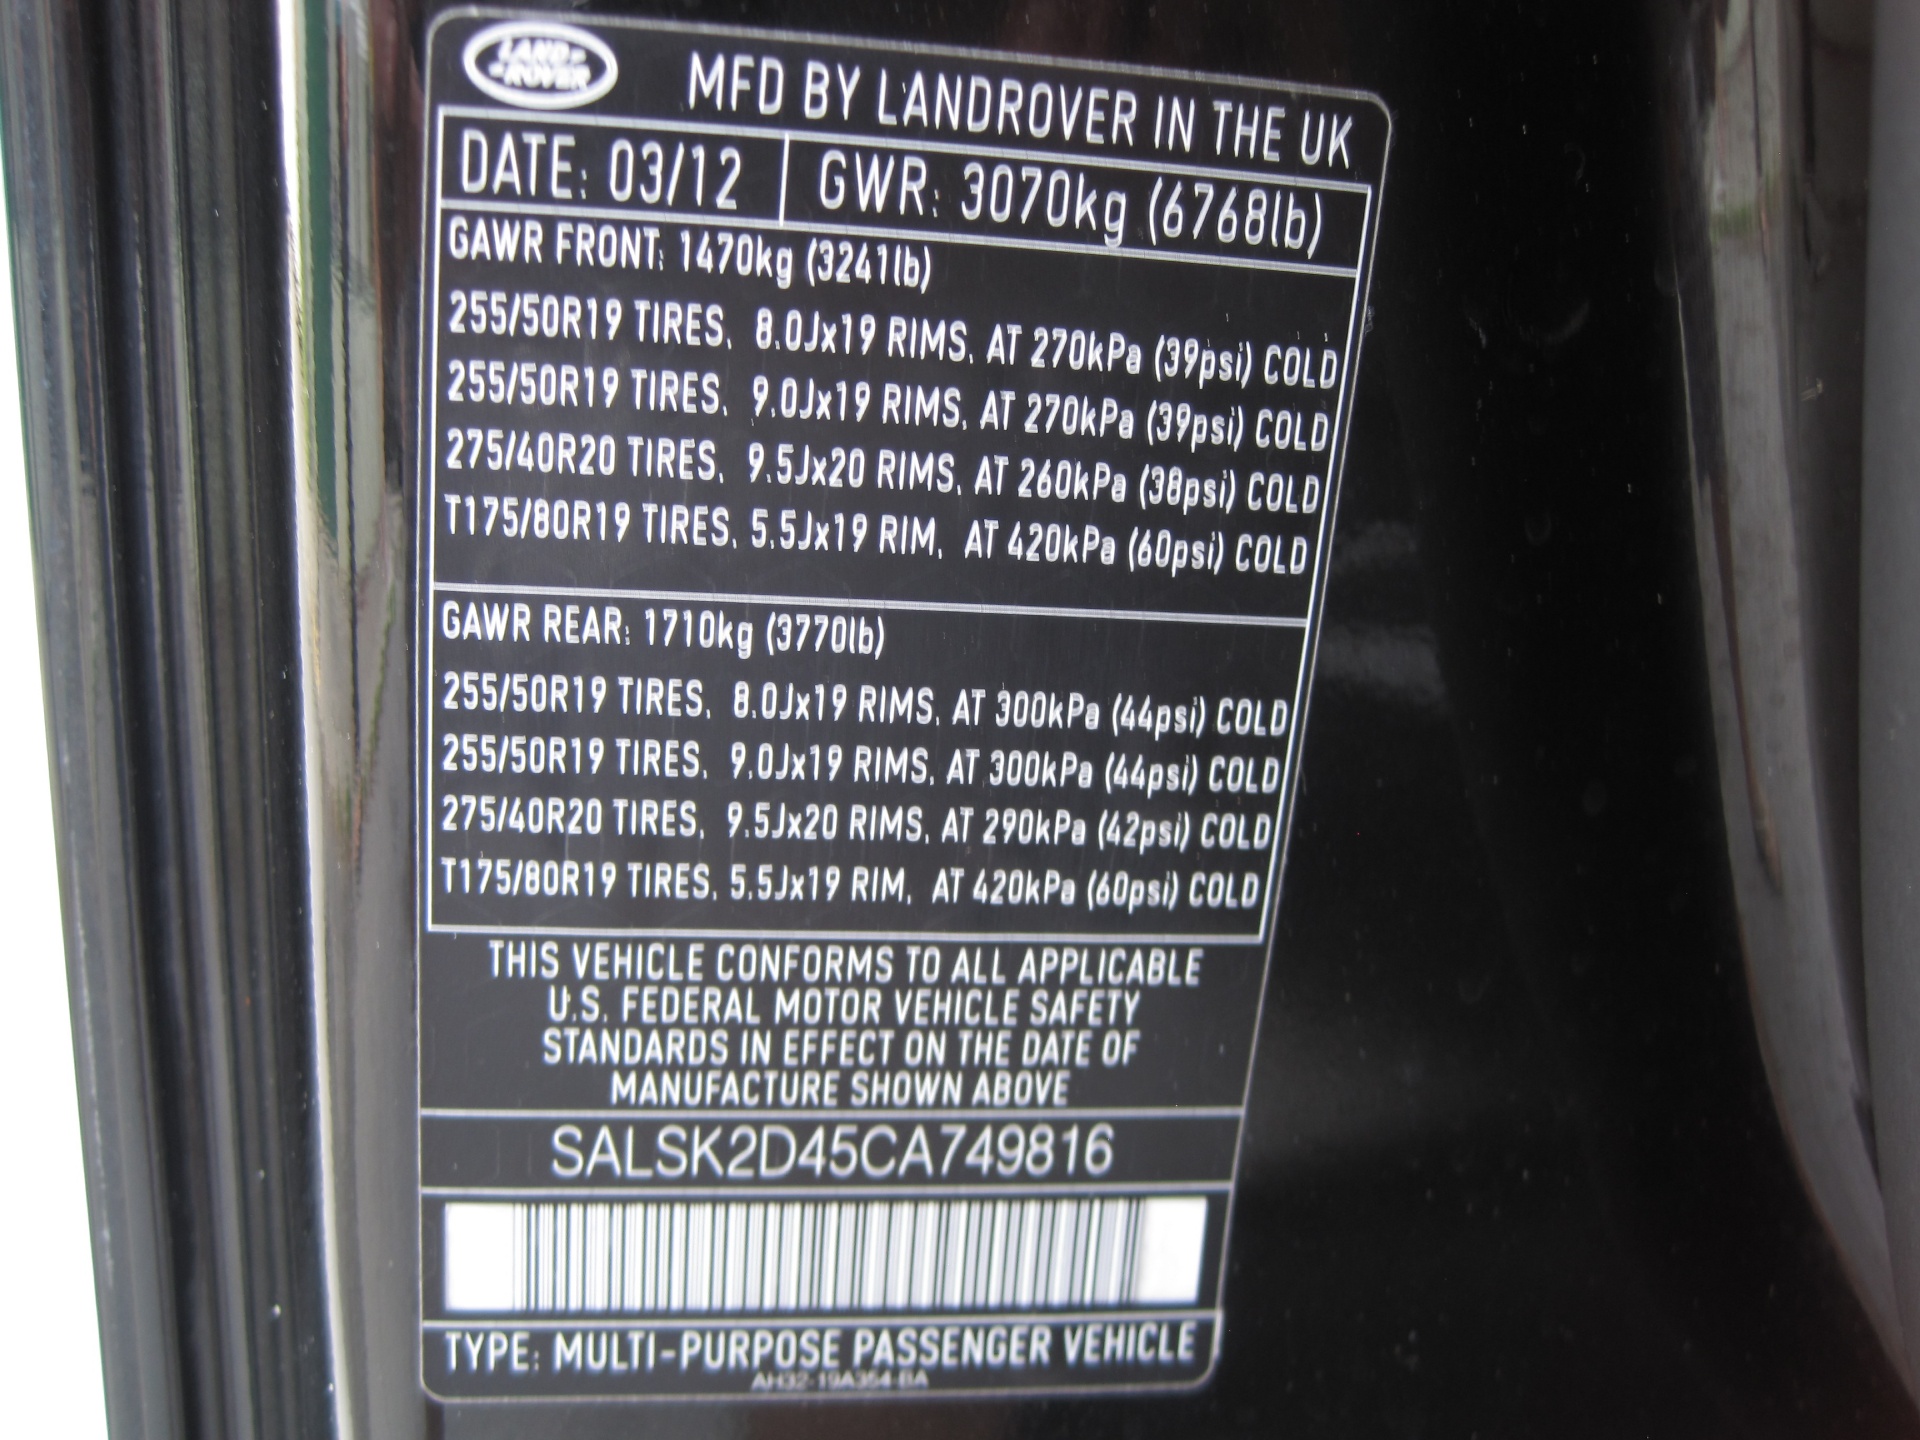 LAND ROVER
MFD BY LANDROVER IN THE UK
DATE: 03/12 GWR: 3070kg (6768lb)
GAWR FRONT: 1470kg (3241lb)
255/50R19 TIRES, 8.0Jx19 RIMS, AT 270kPa (39psi) COLD
255/50R19 TIRES, 9.0Jx19 RIMS, AT 270kPa (39psi) COLD
275/40R20 TIRES, 9.5Jx20 RIMS, AT 260kPa (38psi) COLD
T175/80R19 TIRES, 5.5Jx19 RIM, AT 420kPa (60psi) COLD
GAWR REAR: 1710kg (3770lb)
255/50R19 TIRES, 8.0Jx19 RIMS, AT 300kPa (44psi) COLD
255/50R19 TIRES, 9.0Jx19 RIMS, AT 300kPa (44psi) COLD
275/40R20 TIRES, 9.5Jx20 RIMS, AT 290kPa (42psi) COLD
T175/80R19 TIRES, 5.5Jx19 RIM, AT 420kPa (60psi) COLD
THIS VEHICLE CONFORMS TO ALL APPLICABLE
U.S. FEDERAL MOTOR VEHICLE SAFETY
STANDARDS IN EFFECT ON THE DATE OF
MANUFACTURE SHOWN ABOVE
SALSK2D45CA749816
TYPE: MULTI-PURPOSE PASSENGER VEHICLE
AH32-19A354-BA